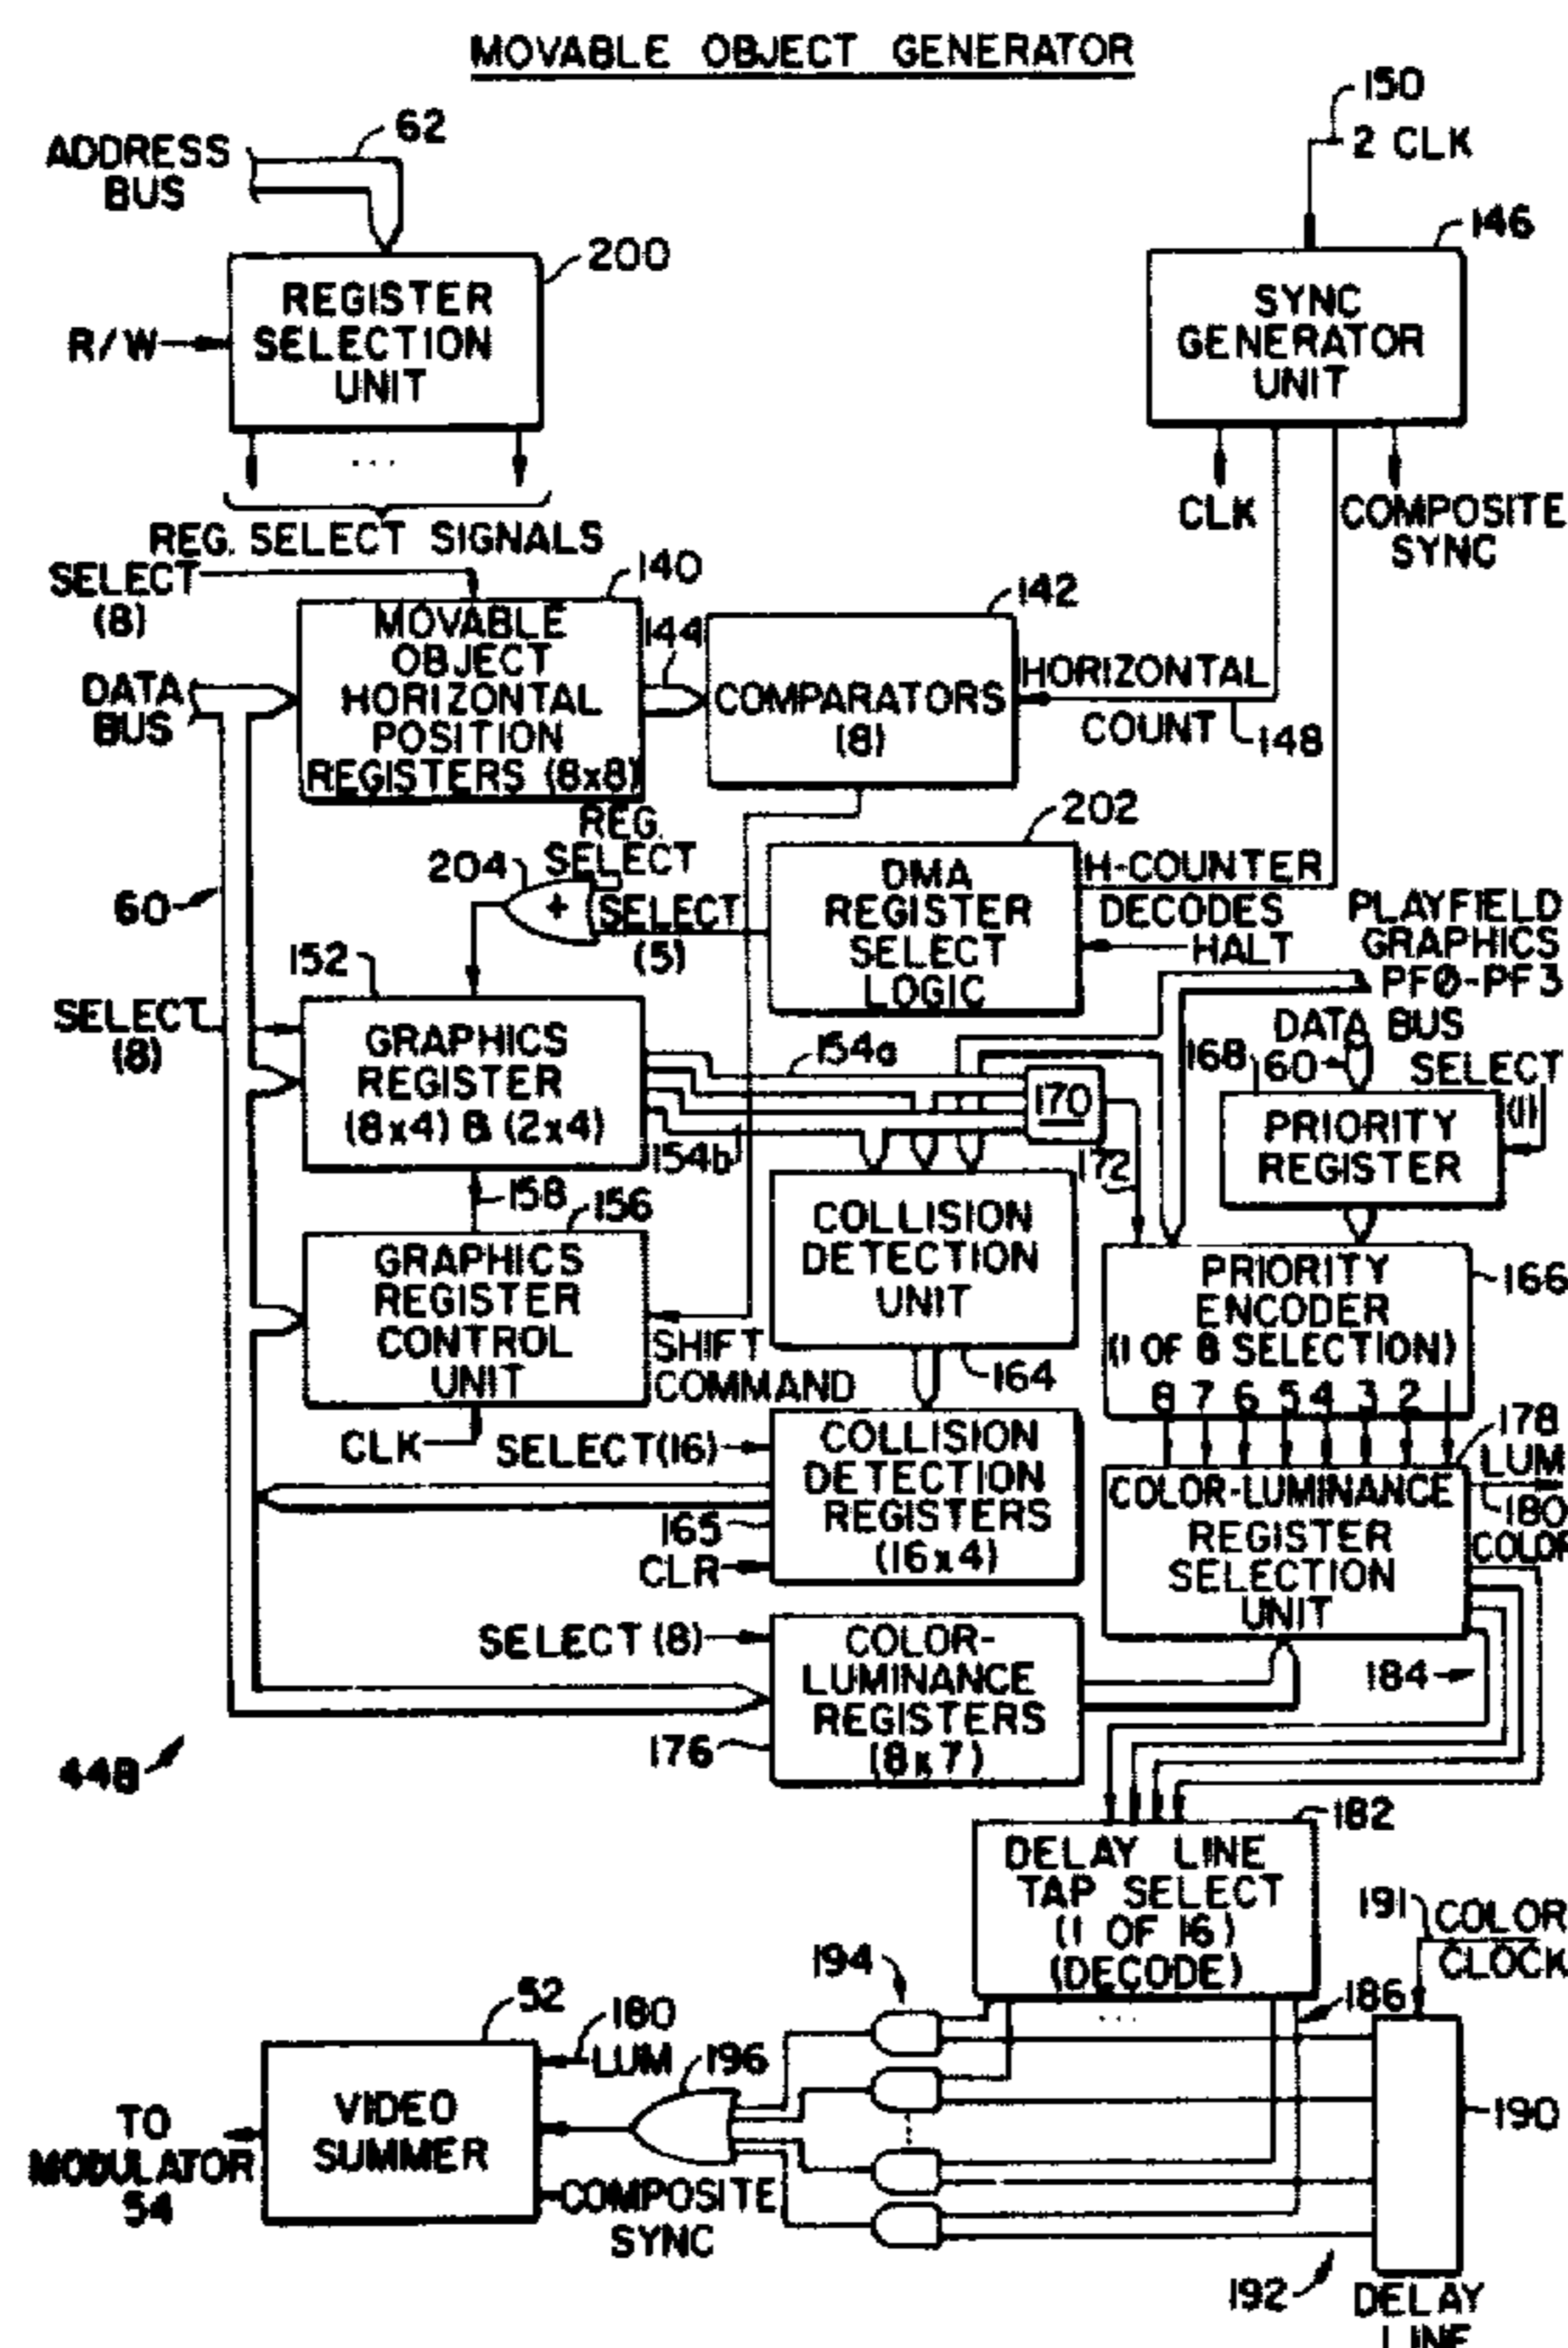 MOVABLE OBJECT GENERATOR
150
2 CLK
62
ADDRESS
BUS
200
146
REGISTER
SELECTION
UNIT
R/W
SYNC
GENERATOR
UNIT
...
REG. SELECT SIGNALS
CLK
COMPOSITE
SYNC
SELECT
(8)
140
142
MOVABLE
OBJECT
HORIZONTAL
POSITION
REGISTERS (8x8)
144
DATA
BUS
COMPARATORS
(8)
HORIZONTAL
COUNT
148
REG.
SELECT
204
+
SELECT
(5)
202
DMA
REGISTER
SELECT
LOGIC
H-COUNTER
DECODES
HALT
60
PLAYFIELD
GRAPHICS
PF0-PF3
152
SELECT
(8)
GRAPHICS
REGISTER
(8x4) & (2x4)
154a
154b
170
172
DATA BUS
60
168
SELECT
(1)
PRIORITY
REGISTER
158
156
GRAPHICS
REGISTER
CONTROL
UNIT
COLLISION
DETECTION
UNIT
PRIORITY
ENCODER
(1 OF 8 SELECTION)
8 7 6 5 4 3 2
166
SHIFT
COMMAND
164
CLK
SELECT (16)
COLLISION
DETECTION
REGISTERS
(16x4)
165
CLR
178
LUM
180
COLOR
COLOR-LUMINANCE
REGISTER
SELECTION
UNIT
SELECT (8)
COLOR-
LUMINANCE
REGISTERS
(8x7)
184
176
448
182
DELAY LINE
TAP SELECT
(1 OF 16)
(DECODE)
191
COLOR
CLOCK
194
...
186
52
180
LUM
196
VIDEO
SUMMER
TO
MODULATOR
54
COMPOSITE
SYNC
190
192
DELAY
LINE